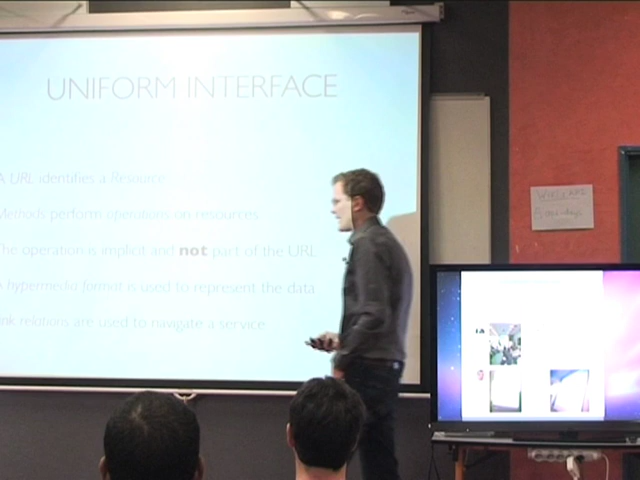 UNIFORM INTERFACE
A URL identifies a Resource
Methods perform operations on resources
The operation is implicit and not part of the URL
A hypermedia format is used to represent the data
Link relations are used to navigate a service